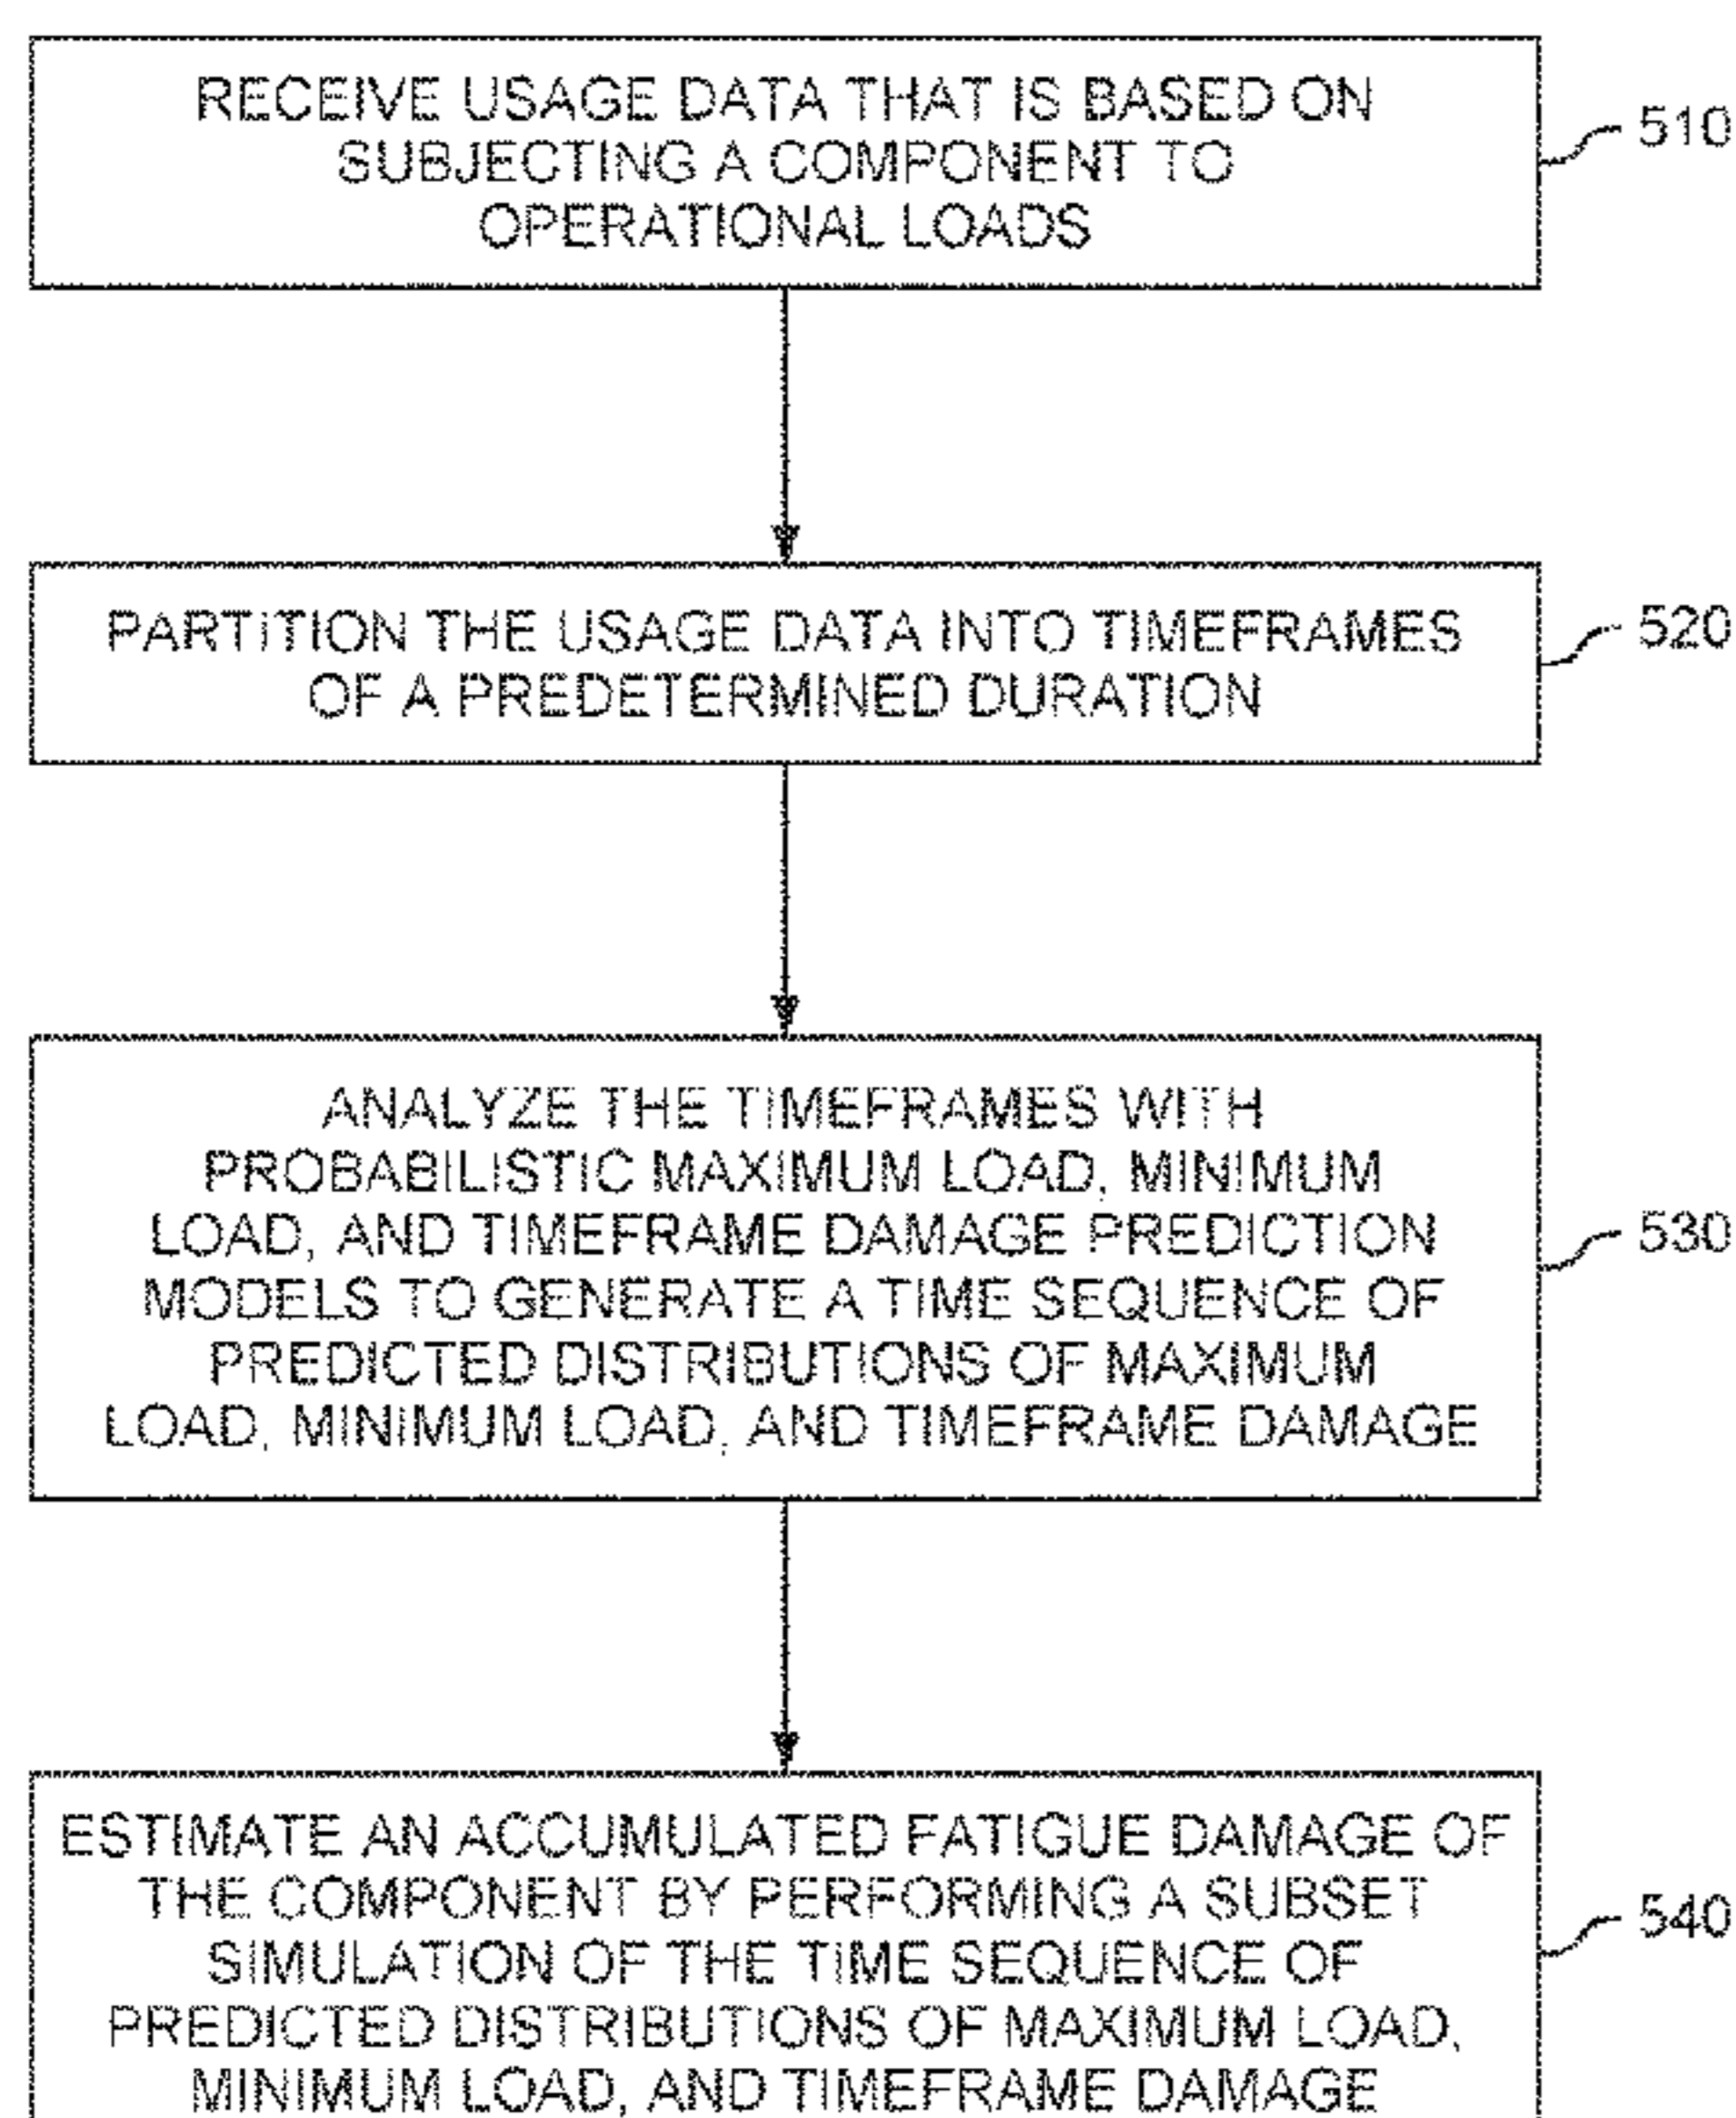 RECEIVE USAGE DATA THAT IS BASED ON
SUBJECTING A COMPONENT TO
OPERATIONAL LOADS
510
PARTITION THE USAGE DATA INTO TIMEFRAMES
OF A PREDETERMINED DURATION
520
ANALYZE THE TIMEFRAMES WITH
PROBABILISTIC MAXIMUM LOAD, MINIMUM
LOAD, AND TIMEFRAME DAMAGE PREDICTION
MODELS TO GENERATE A TIME SEQUENCE OF
PREDICTED DISTRIBUTIONS OF MAXIMUM
LOAD, MINIMUM LOAD, AND TIMEFRAME DAMAGE
530
ESTIMATE AN ACCUMULATED FATIGUE DAMAGE OF
THE COMPONENT BY PERFORMING A SUBSET
SIMULATION OF THE TIME SEQUENCE OF
PREDICTED DISTRIBUTIONS OF MAXIMUM LOAD,
MINIMUM LOAD, AND TIMEFRAME DAMAGE
540